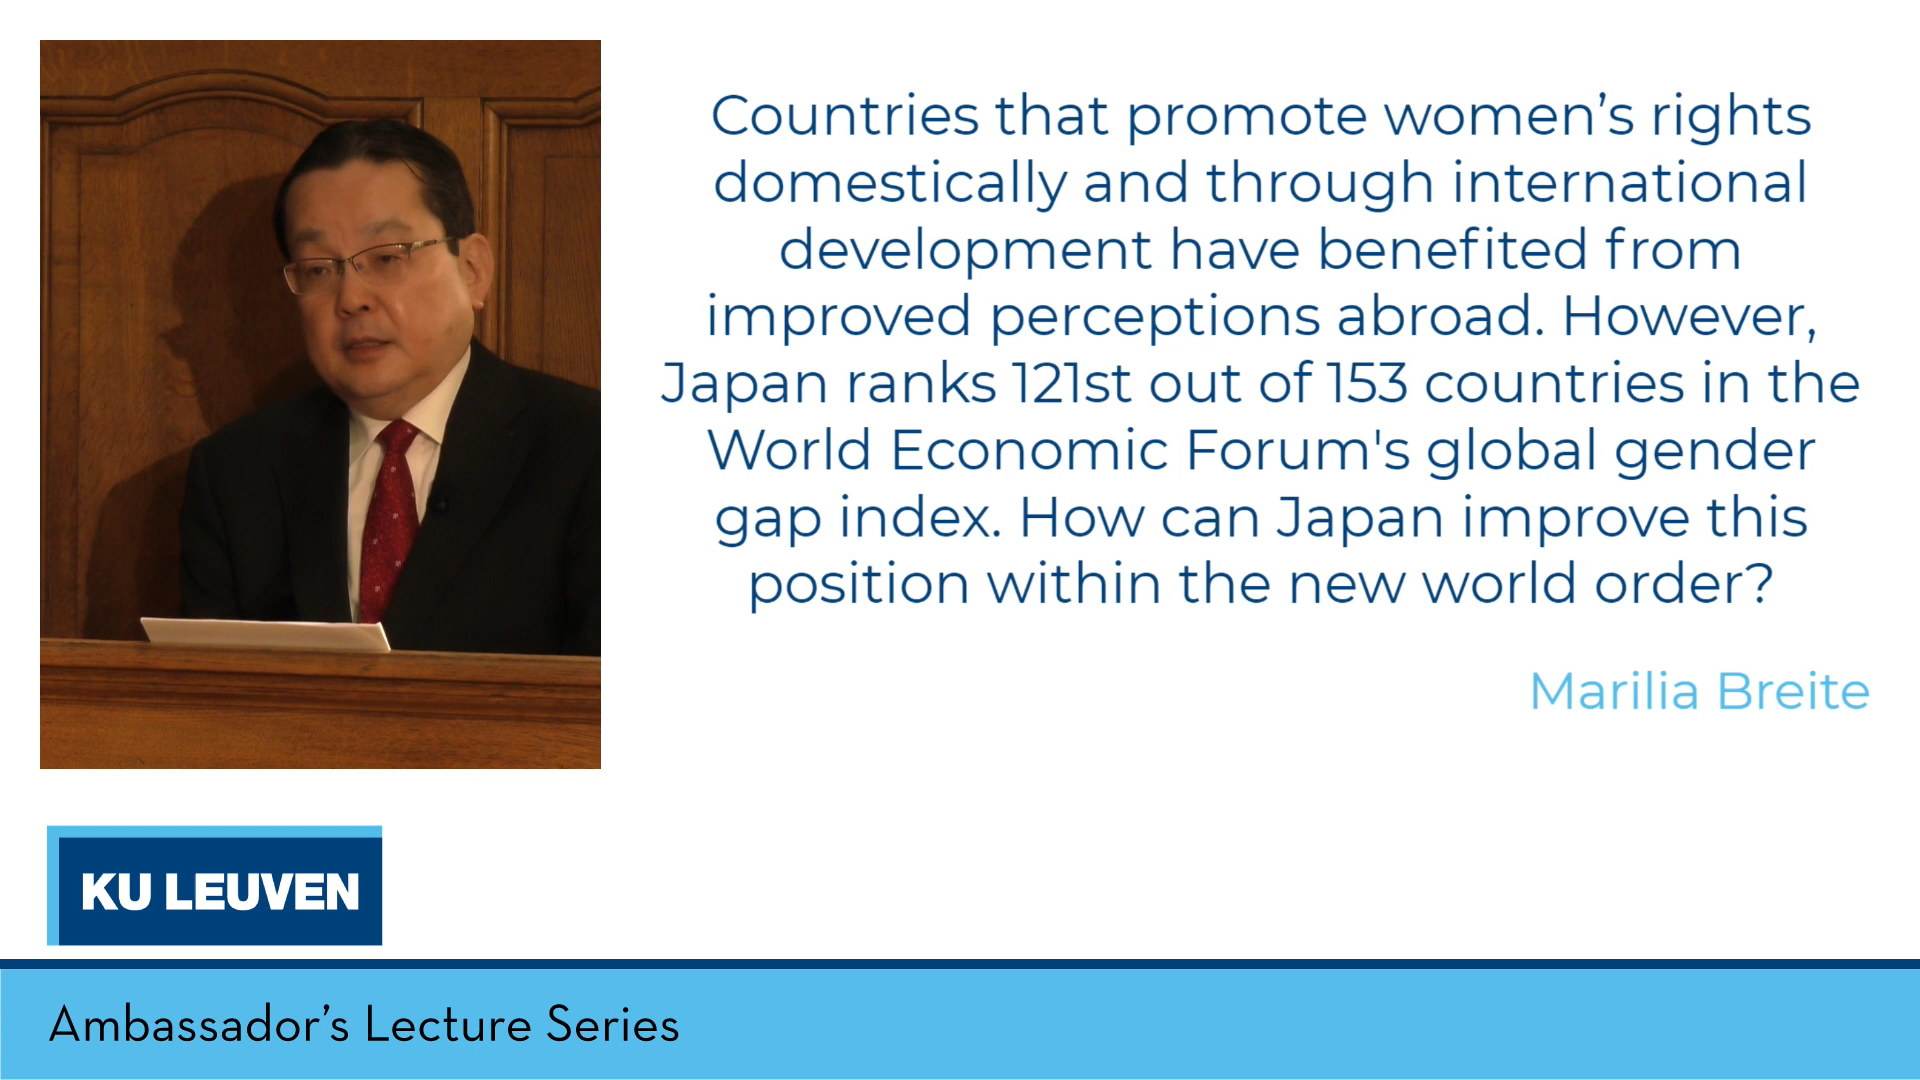 Countries that promote women’s rights
domestically and through international
development have benefited from
improved perceptions abroad. However,
Japan ranks 121st out of 153 countries in the
World Economic Forum's global gender
gap index. How can Japan improve this
position within the new world order?
Marilia Breite
KU LEUVEN
Ambassador’s Lecture Series